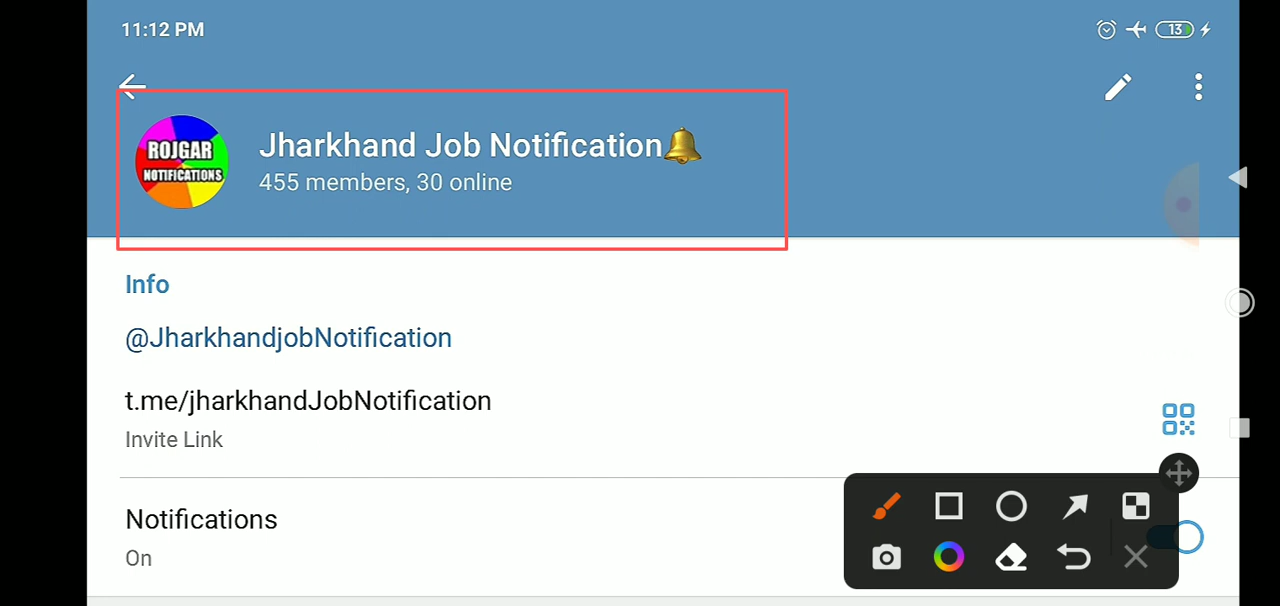 11:12 PM
13
ROJGAR
NOTIFICATIONS
Jharkhand Job Notification🔔
455 members, 30 online
Info
@JharkhandjobNotification
t.me/jharkhandJobNotification
Invite Link
Notifications
On